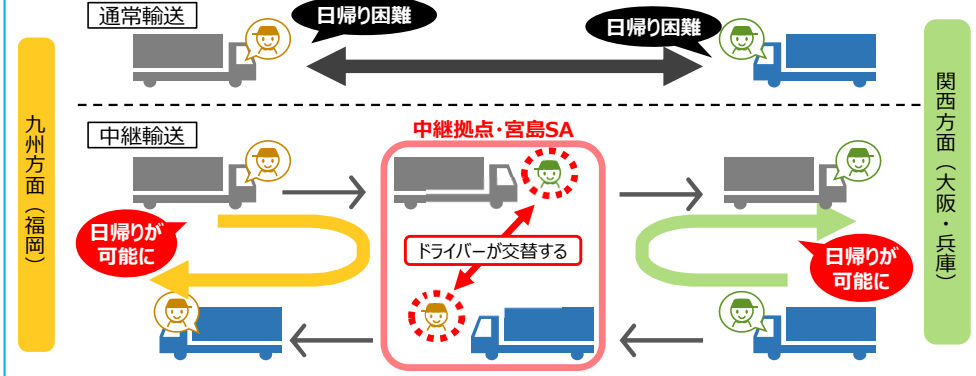 通常輸送
日帰り困難
日帰り困難
九州方面（福岡）
関西方面（大阪・兵庫）
中継輸送
中継拠点・宮島SA
日帰りが
可能に
ドライバーが交替する
日帰りが
可能に